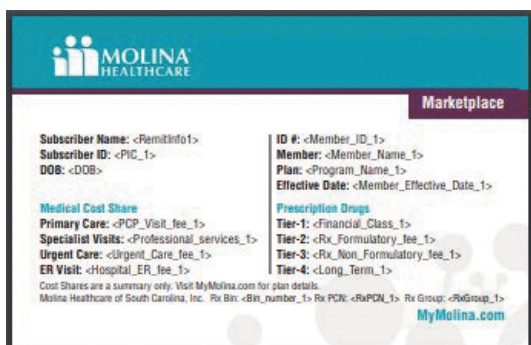 MOLINA
HEALTHCARE
Marketplace
Subscriber Name: <RemitInfo1>
Subscriber ID: <PIC_1>
DOB: <DOB>
ID #: <Member_ID_1>
Member: <Member_Name_1>
Plan: <Program_Name_1>
Effective Date: <Member_Effective_Date_1>
Medical Cost Share
Primary Care: <PCP_Visit_fee_1>
Specialist Visits: <Professional_services_1>
Urgent Care: <Urgent_Care_fee_1>
ER Visit: <Hospital_ER_fee_1>
Prescription Drugs
Tier-1: <Financial_Class_1>
Tier-2: <Rx_Formulatory_fee_1>
Tier-3: <Rx_Non_Formulatory_fee_1>
Tier-4: <Long_Term_1>
Cost Shares are a summary only. Visit MyMolina.com for plan details.
Molina Healthcare of South Carolina, Inc. Rx Bin: <Bin_number_1> Rx PCN: <RxPCN_1> Rx Group: <RxGroup_1>
MyMolina.com